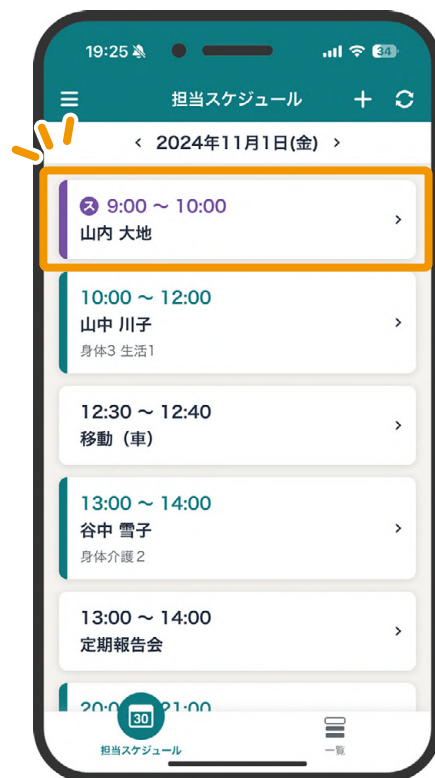 19:25 34
担当スケジュール
2024年11月1日(金)
ス 9:00 〜 10:00
山内 大地
10:00 〜 12:00
山中 川子
身体3 生活1
12:30 〜 12:40
移動（車）
13:00 〜 14:00
谷中 雪子
身体介護2
13:00 〜 14:00
定期報告会
30
担当スケジュール
一覧